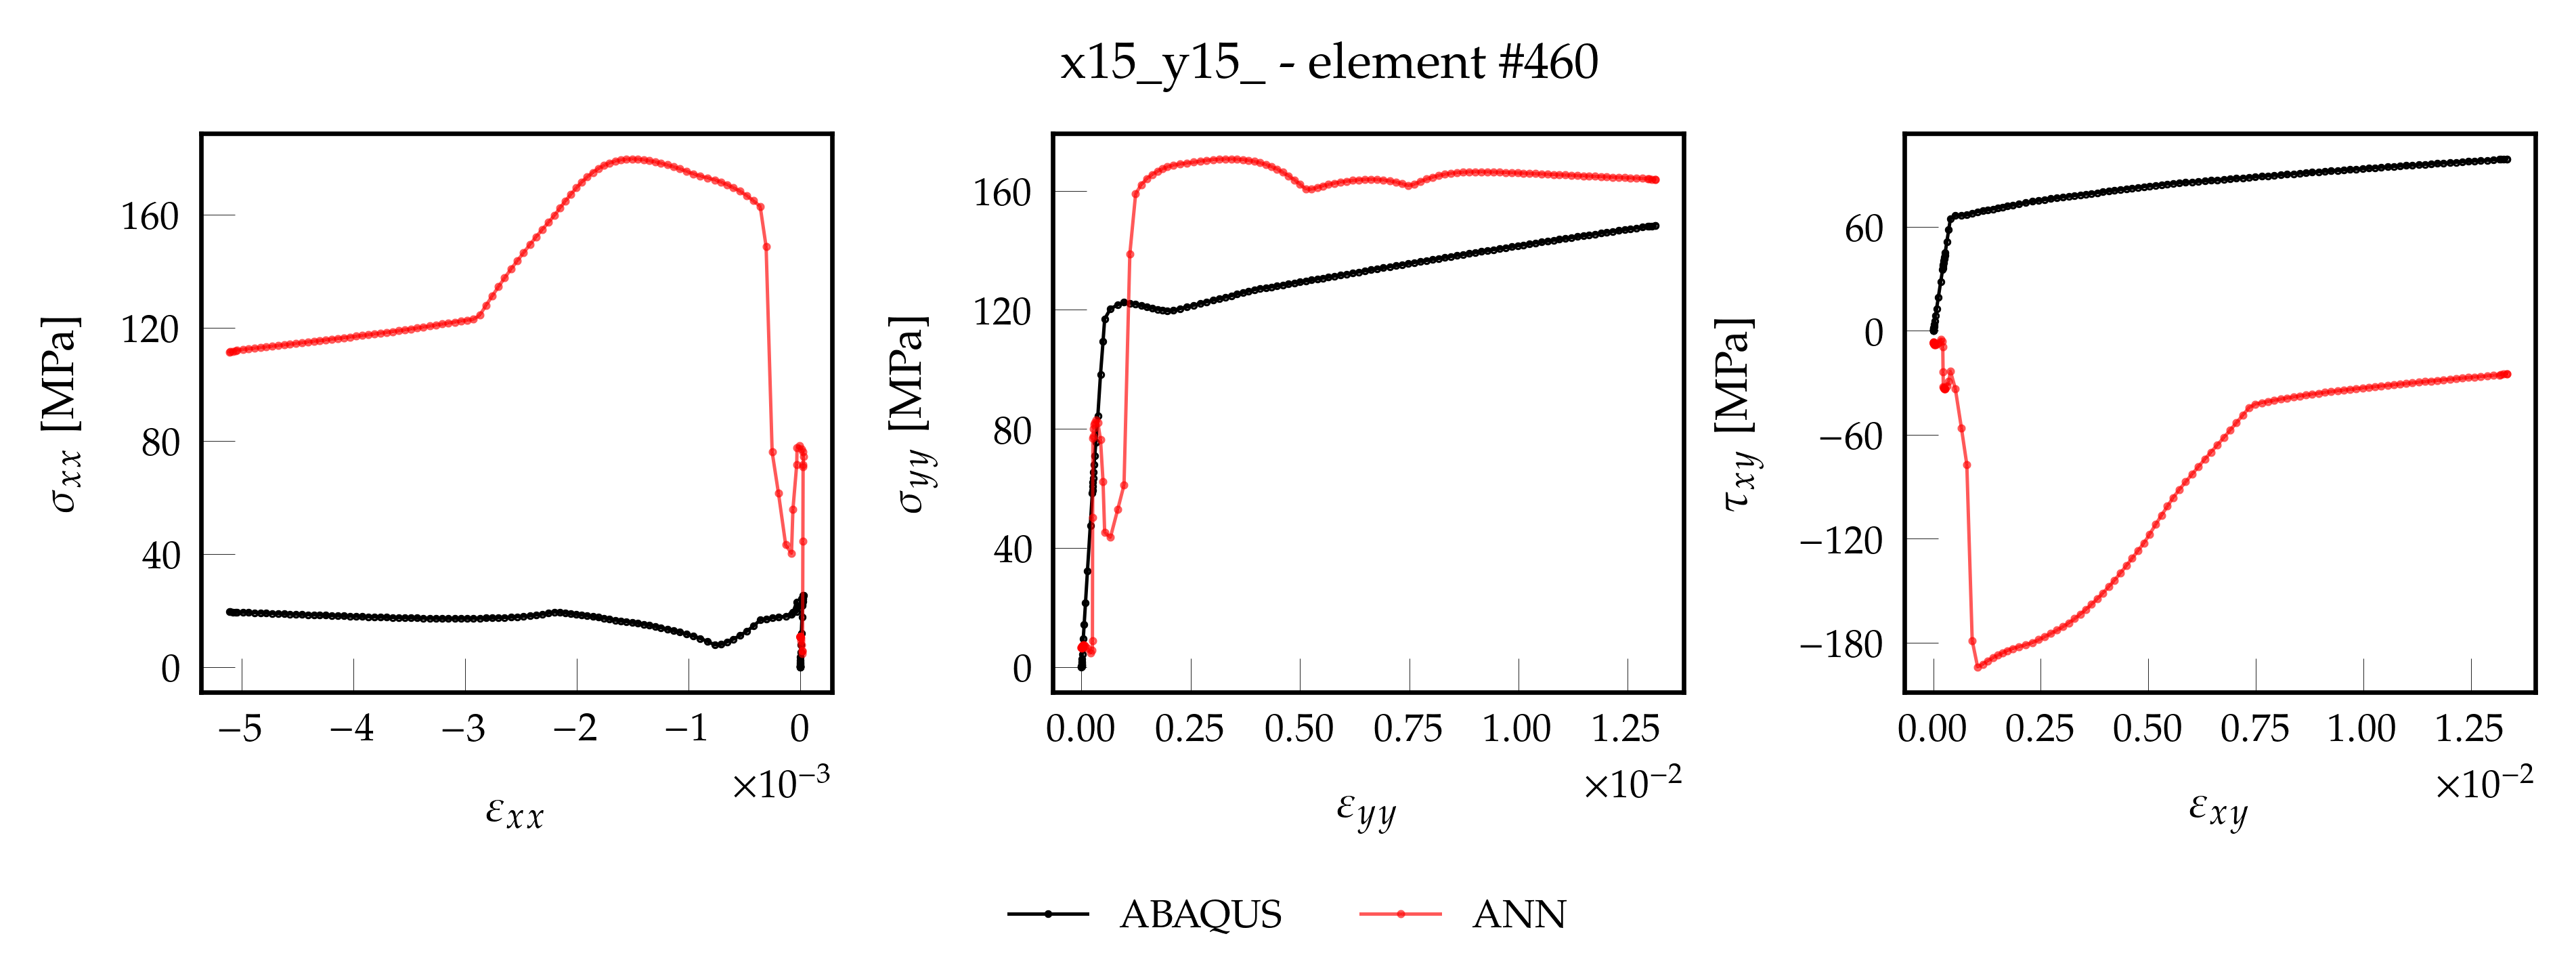 x15_y15_ - element #460
σxx [MPa]
160
120
80
40
0
−5 −4 −3 −2 −1 0
×10−3
εxx
σyy [MPa]
160
120
80
40
0
0.00 0.25 0.50 0.75 1.00 1.25
×10−2
εyy
τxy [MPa]
60
0
−60
−120
−180
0.00 0.25 0.50 0.75 1.00 1.25
×10−2
εxy
ABAQUS ANN